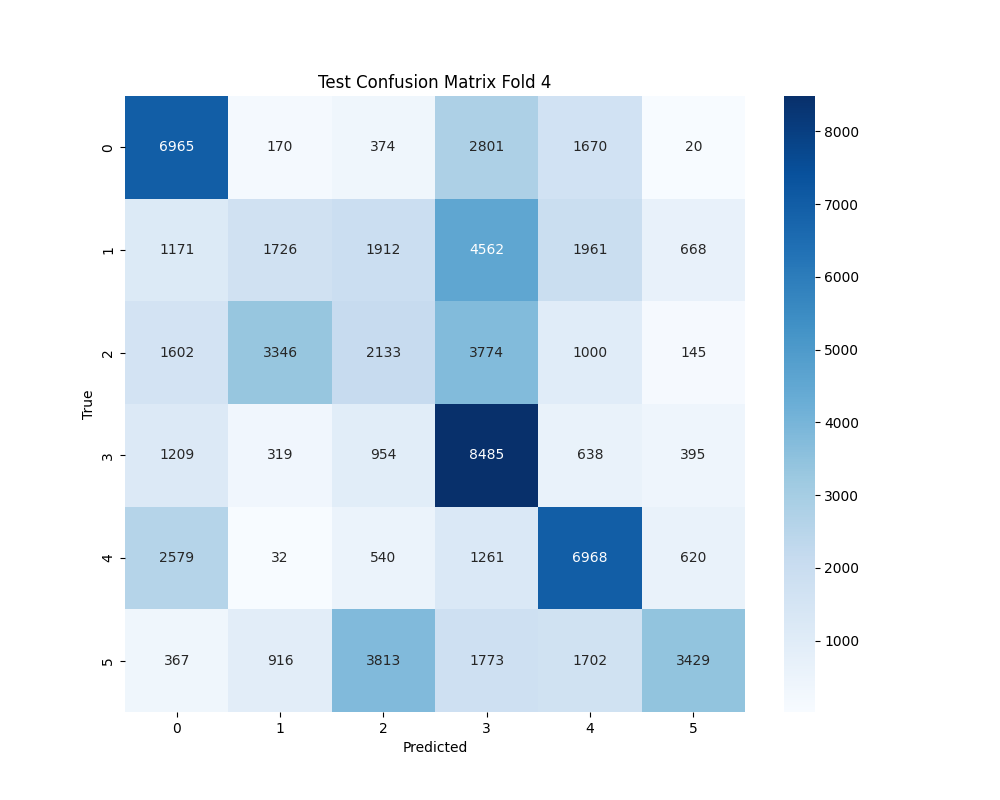 Test Confusion Matrix Fold 4
0 6965 170 374 2801 1670 20
1 1171 1726 1912 4562 1961 668
2 1602 3346 2133 3774 1000 145
3 1209 319 954 8485 638 395
4 2579 32 540 1261 6968 620
5 367 916 3813 1773 1702 3429
0 1 2 3 4 5
Predicted
True
8000
7000
6000
5000
4000
3000
2000
1000